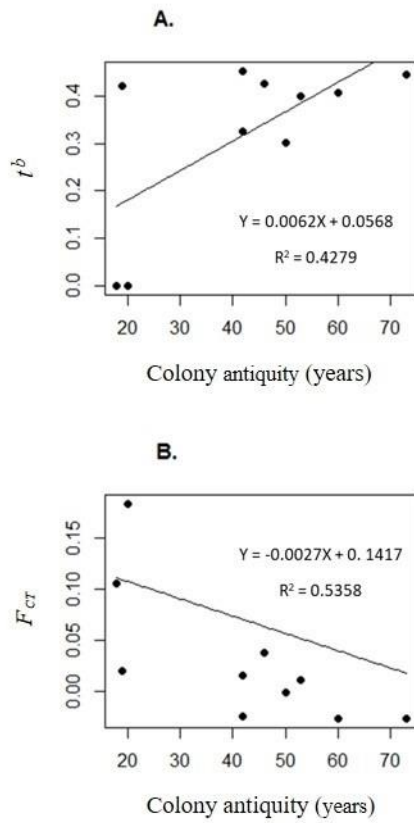 A.
0.4
0.3
0.2
0.1
0.0
t^b
Y = 0.0062X + 0.0568
R² = 0.4279
20 30 40 50 60 70
Colony antiquity (years)
B.
0.15
0.10
0.05
0.00
F_CT
Y = -0.0027X + 0. 1417
R² = 0.5358
20 30 40 50 60 70
Colony antiquity (years)